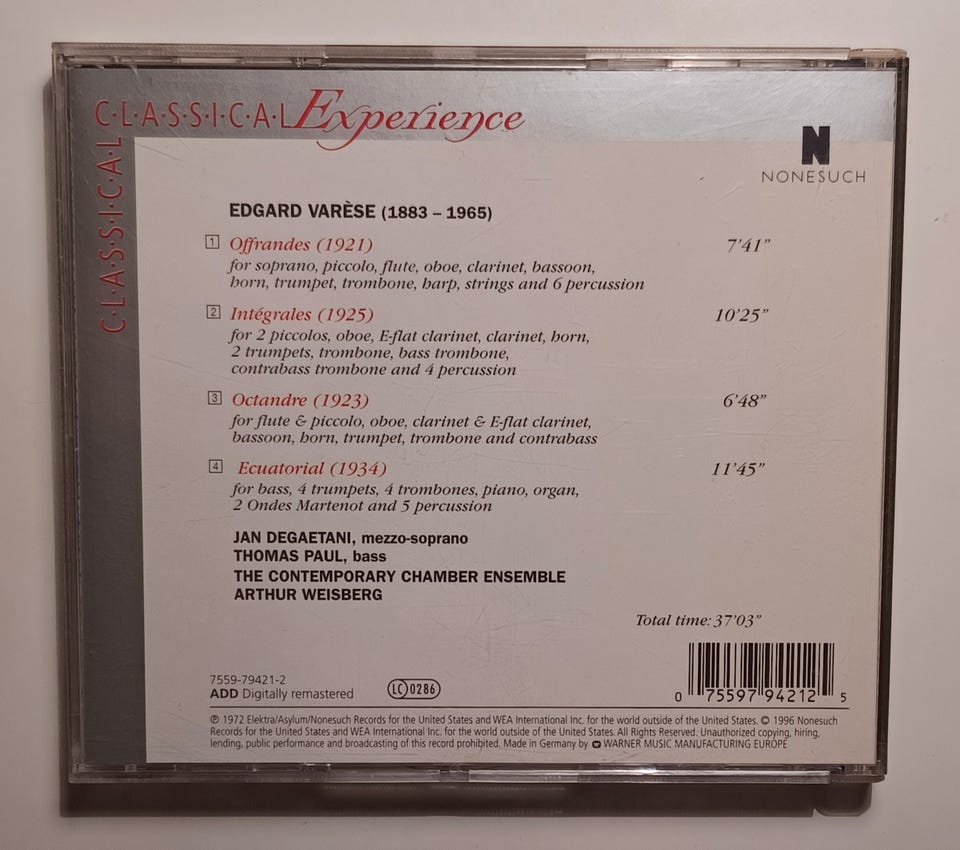 C·L·A·S·S·I·C·A·L Experience
C·L·A·S·S·I·C·A·L
N
NONESUCH
EDGARD VARÈSE (1883 – 1965)
1 Offrandes (1921) 7'41"
for soprano, piccolo, flute, oboe, clarinet, bassoon,
horn, trumpet, trombone, harp, strings and 6 percussion
2 Intégrales (1925) 10'25"
for 2 piccolos, oboe, E-flat clarinet, clarinet, horn,
2 trumpets, trombone, bass trombone,
contrabass trombone and 4 percussion
3 Octandre (1923) 6'48"
for flute & piccolo, oboe, clarinet & E-flat clarinet,
bassoon, horn, trumpet, trombone and contrabass
4 Ecuatorial (1934) 11'45"
for bass, 4 trumpets, 4 trombones, piano, organ,
2 Ondes Martenot and 5 percussion
JAN DEGAETANI, mezzo-soprano
THOMAS PAUL, bass
THE CONTEMPORARY CHAMBER ENSEMBLE
ARTHUR WEISBERG
Total time: 37'03"
7559-79421-2
ADD Digitally remastered
LC 0286
0 75597 94212 5
℗ 1972 Elektra/Asylum/Nonesuch Records for the United States and WEA International Inc. for the world outside of the United States. © 1996 Nonesuch
Records for the United States and WEA International Inc. for the world outside of the United States. All Rights Reserved. Unauthorized copying, hiring,
lending, public performance and broadcasting of this record prohibited. Made in Germany by WARNER MUSIC MANUFACTURING EUROPE